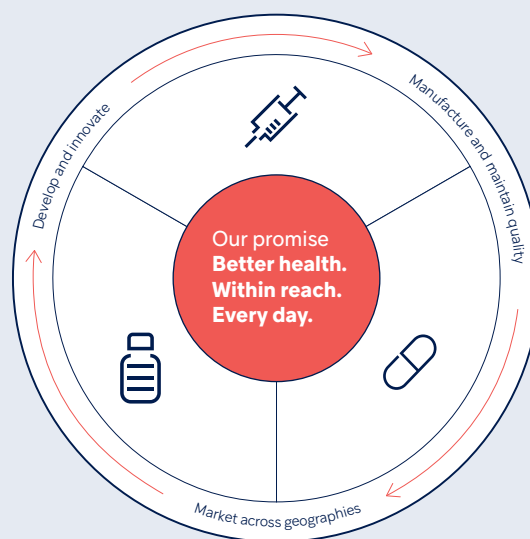 Develop and innovate
Manufacture and maintain quality
Our promise
Better health.
Within reach.
Every day.
Market across geographies